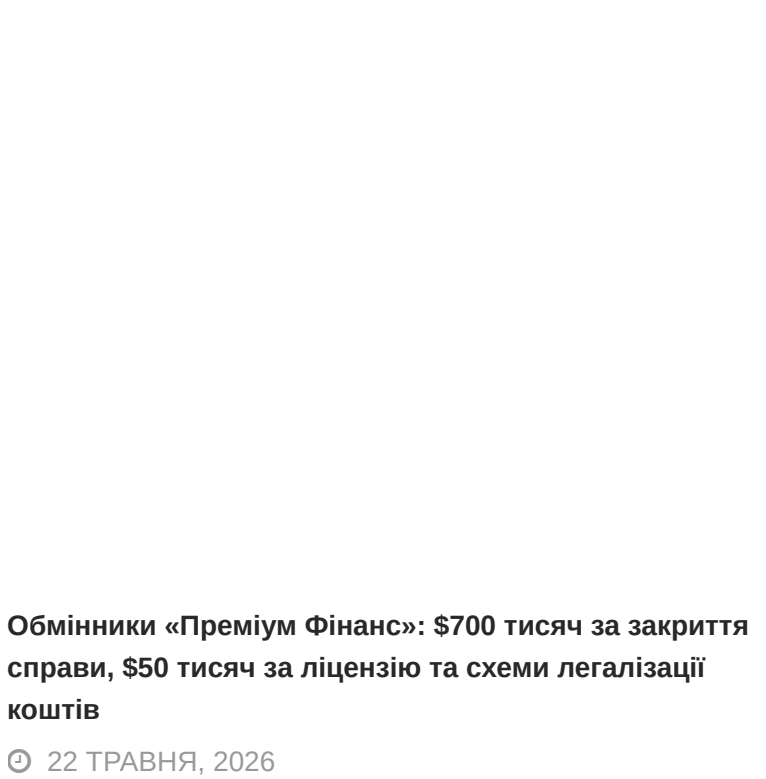 Обмінники «Преміум Фінанс»: $700 тисяч за закриття
справи, $50 тисяч за ліцензію та схеми легалізації
коштів
22 ТРАВНЯ, 2026